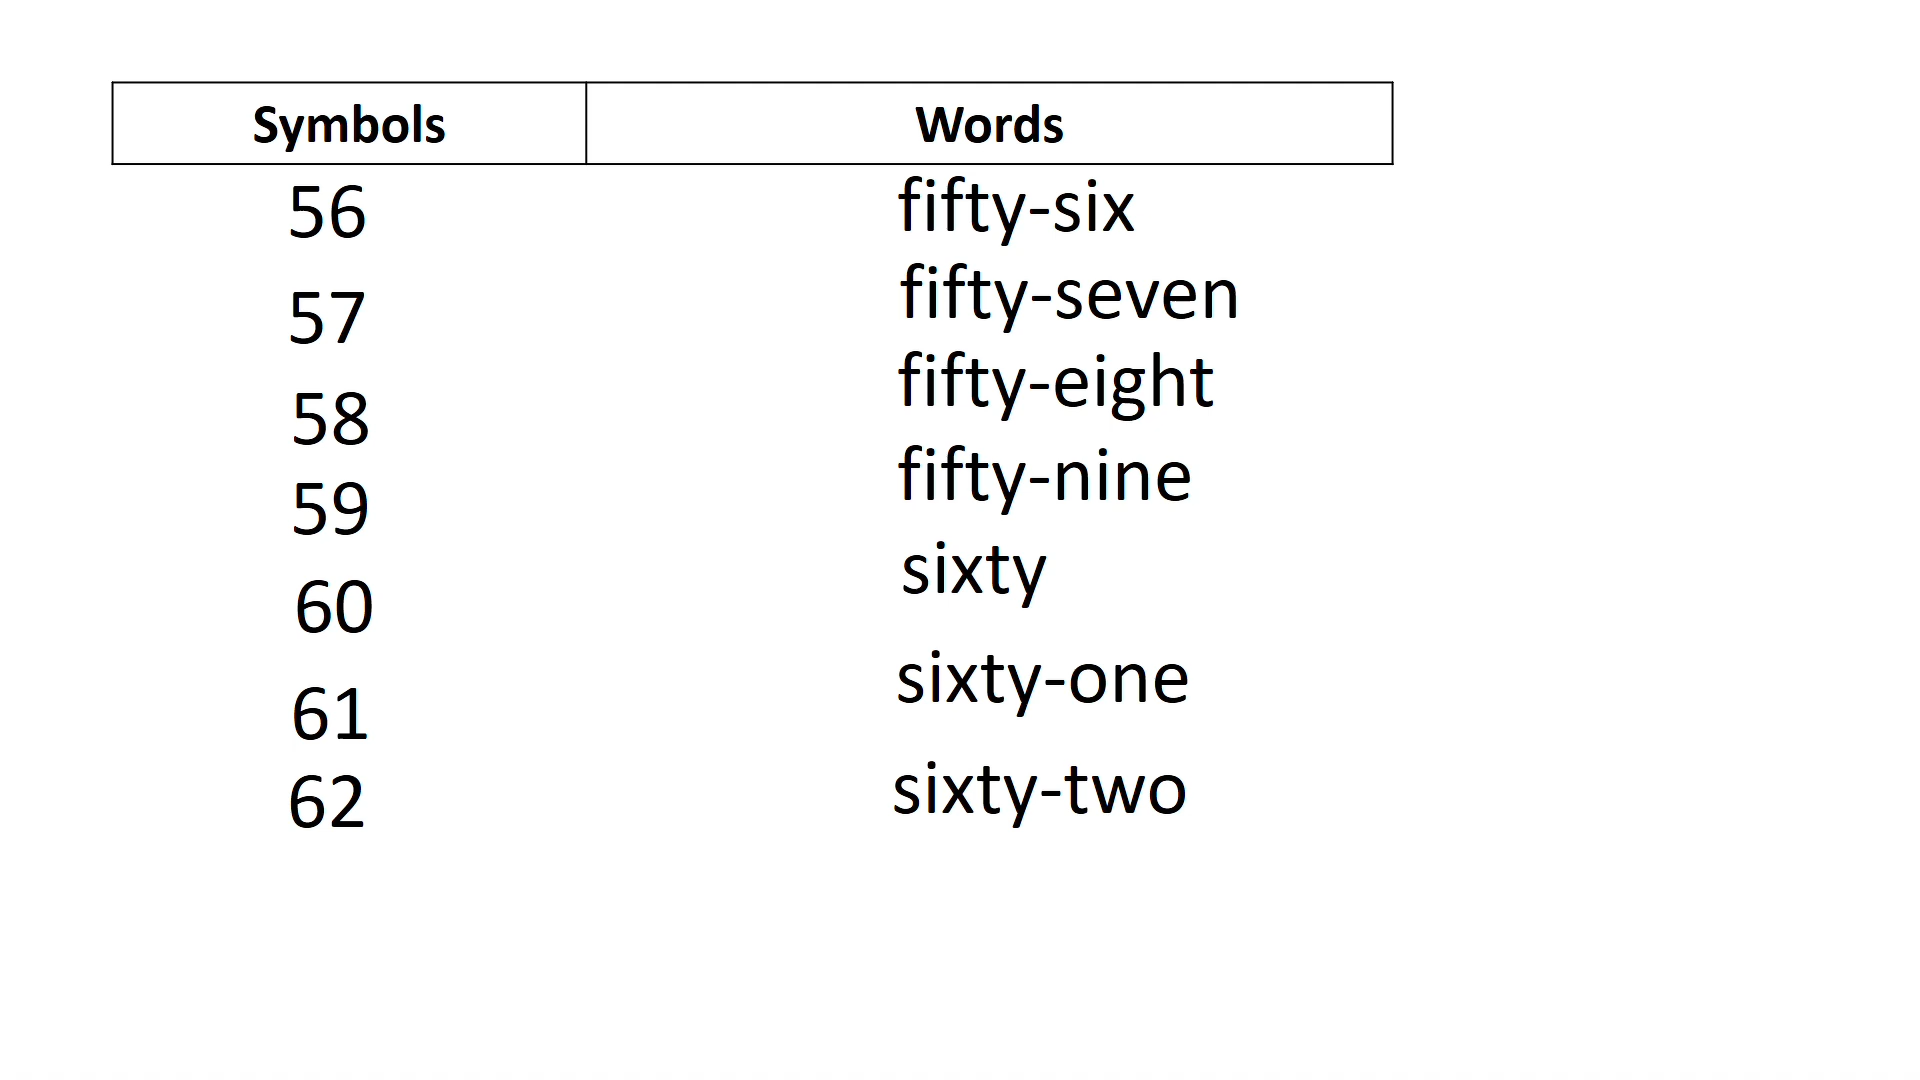 Symbols Words
56 fifty-six
57 fifty-seven
58 fifty-eight
59 fifty-nine
60 sixty
61 sixty-one
62 sixty-two